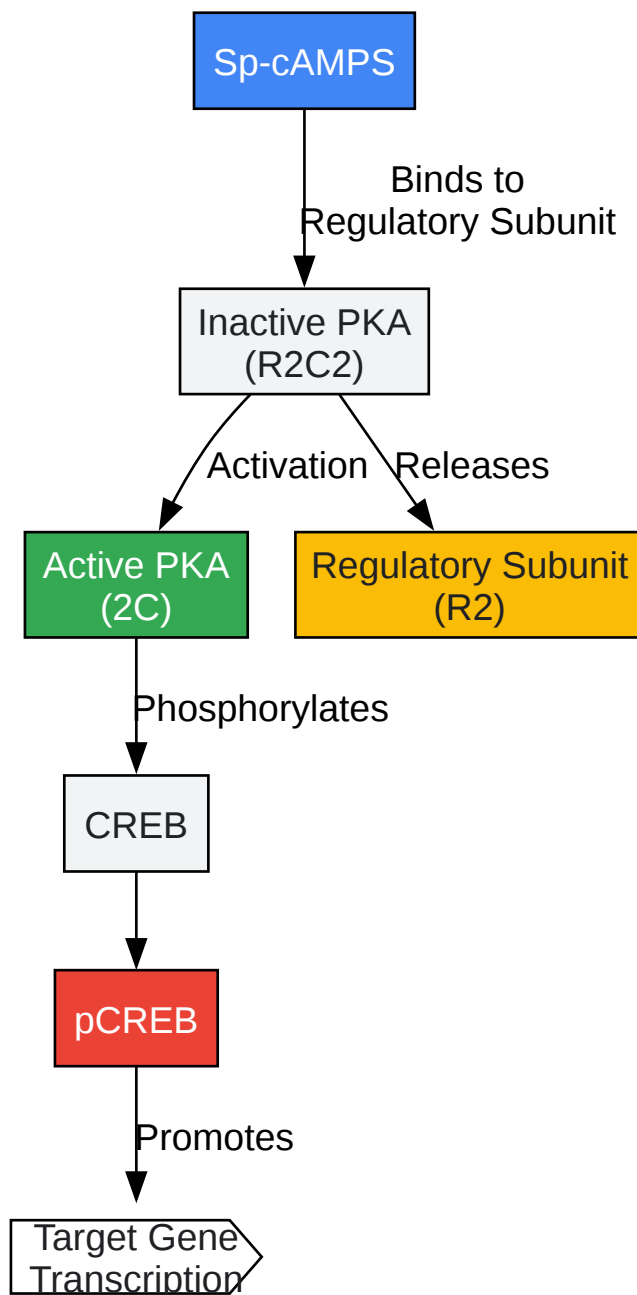 Sp-cAMPS
Binds to
Regulatory Subunit
Inactive PKA
(R2C2)
Activation
Releases
Active PKA
(2C)
Regulatory Subunit
(R2)
Phosphorylates
CREB
pCREB
Promotes
Target Gene
Transcription